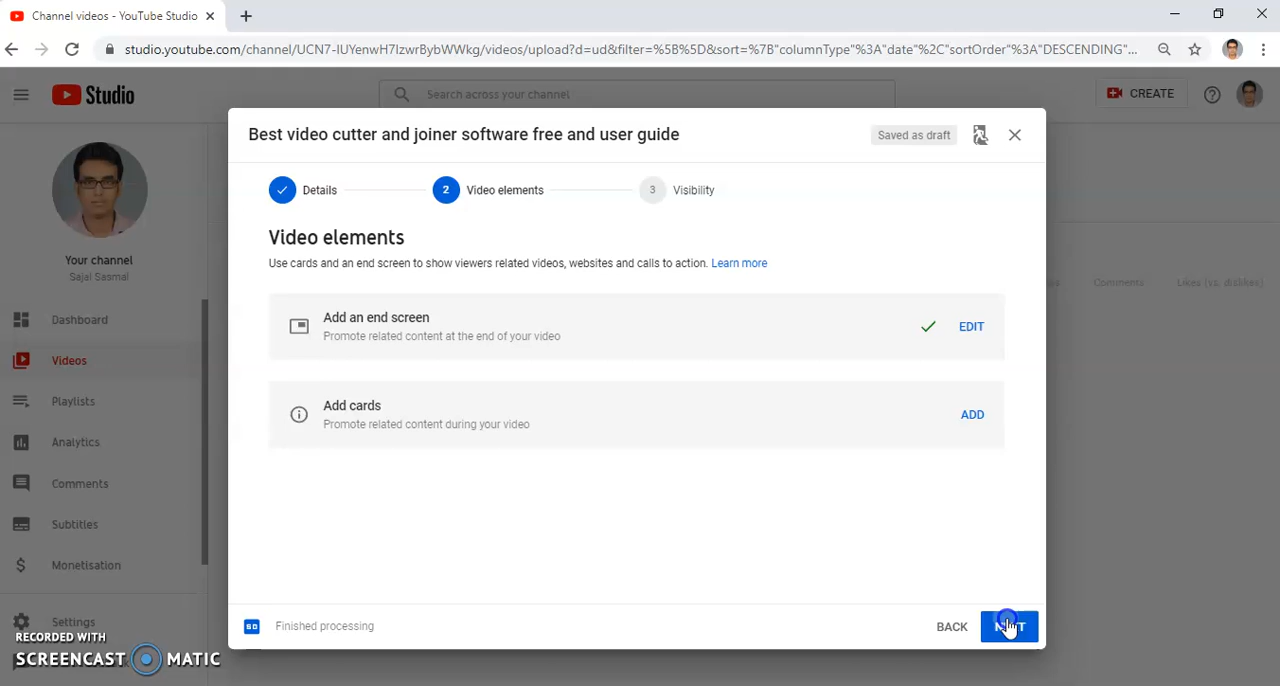 Channel videos - YouTube Studio
studio.youtube.com/channel/UCN7-IUYenwH7IzwrBybWWkg/videos/upload?d=ud&filter=%5B%5D&sort=%7B"columnType"%3A"date"%2C"sortOrder"%3A"DESCENDING"...
Studio
Search across your channel
CREATE
Best video cutter and joiner software free and user guide
Saved as draft
Details
2
Video elements
3
Visibility
Video elements
Use cards and an end screen to show viewers related videos, websites and calls to action. Learn more
Add an end screen
Promote related content at the end of your video
EDIT
Add cards
Promote related content during your video
ADD
Your channel
Sajal Sasmal
Dashboard
Videos
Playlists
Analytics
Comments
Subtitles
Monetisation
Settings
Comments
Likes (vs. dislikes)
SD
Finished processing
BACK
RECORDED WITH
SCREENCAST MATIC